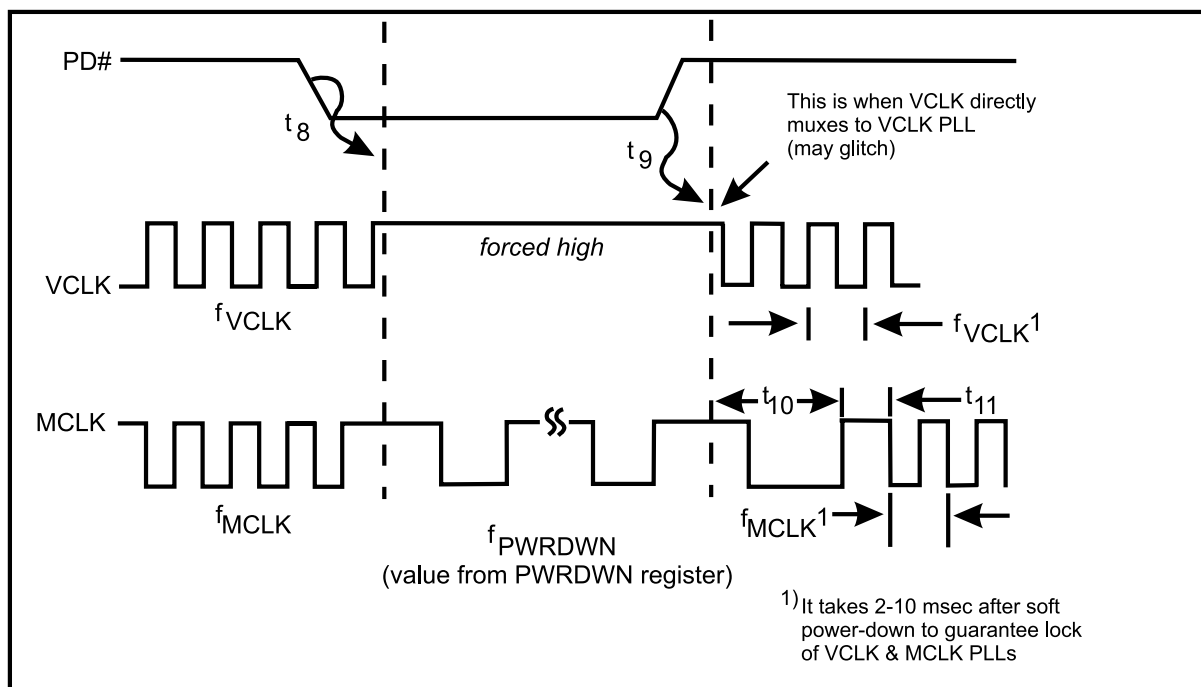 PD#
t8
t9
This is when VCLK directly
muxes to VCLK PLL
(may glitch)
forced high
VCLK
fVCLK
fVCLK1
t10
t11
MCLK
fMCLK
fMCLK1
fPWRDWN
(value from PWRDWN register)
1) It takes 2-10 msec after soft
power-down to guarantee lock
of VCLK & MCLK PLLs